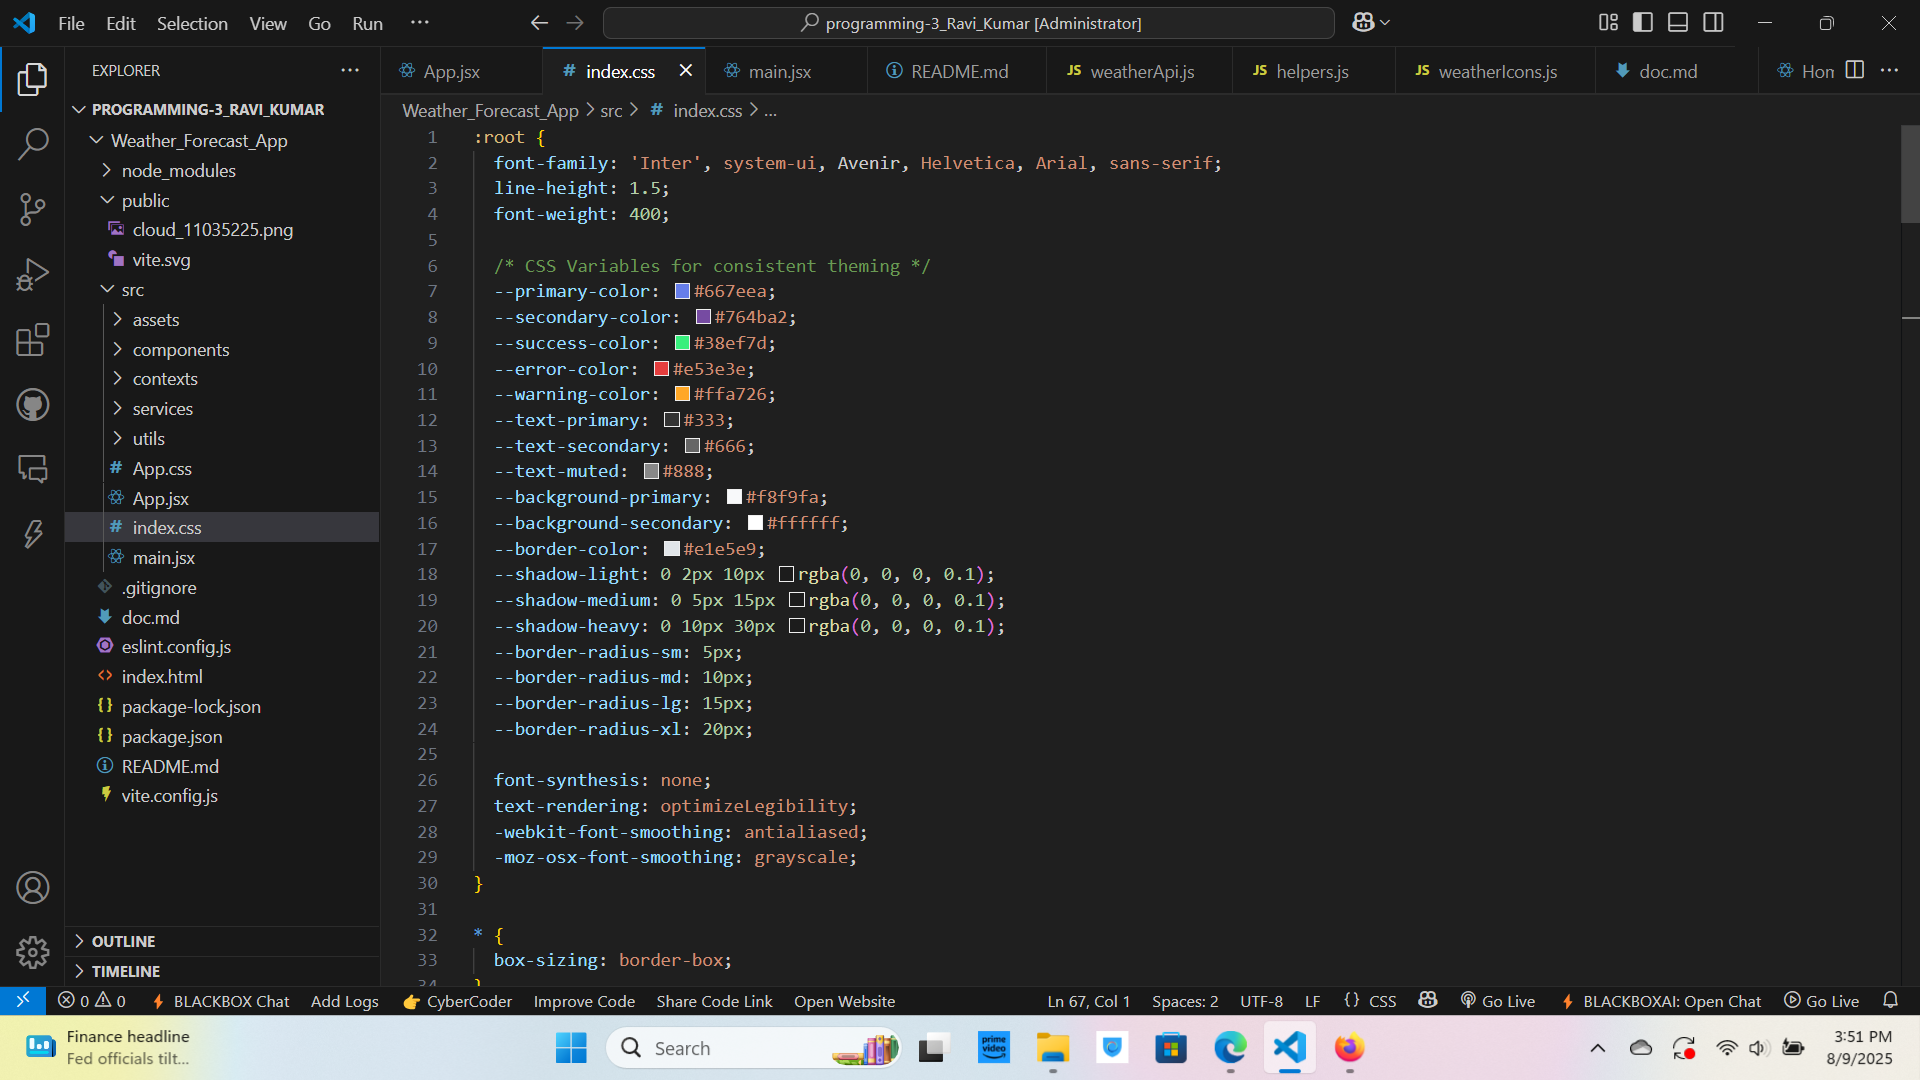 File Edit Selection View Go Run ...
programming-3_Ravi_Kumar [Administrator]
EXPLORER
PROGRAMMING-3_RAVI_KUMAR
Weather_Forecast_App
node_modules
public
cloud_11035225.png
vite.svg
src
assets
components
contexts
services
utils
App.css
App.jsx
index.css
main.jsx
.gitignore
doc.md
eslint.config.js
index.html
package-lock.json
package.json
README.md
vite.config.js
OUTLINE
TIMELINE
App.jsx
# index.css
main.jsx
README.md
JS weatherApi.js
JS helpers.js
JS weatherIcons.js
doc.md
Hom
Weather_Forecast_App > src > # index.css > ...
1 :root {
2 font-family: 'Inter', system-ui, Avenir, Helvetica, Arial, sans-serif;
3 line-height: 1.5;
4 font-weight: 400;
5
6 /* CSS Variables for consistent theming */
7 --primary-color: #667eea;
8 --secondary-color: #764ba2;
9 --success-color: #38ef7d;
10 --error-color: #e53e3e;
11 --warning-color: #ffa726;
12 --text-primary: #333;
13 --text-secondary: #666;
14 --text-muted: #888;
15 --background-primary: #f8f9fa;
16 --background-secondary: #ffffff;
17 --border-color: #e1e5e9;
18 --shadow-light: 0 2px 10px rgba(0, 0, 0, 0.1);
19 --shadow-medium: 0 5px 15px rgba(0, 0, 0, 0.1);
20 --shadow-heavy: 0 10px 30px rgba(0, 0, 0, 0.1);
21 --border-radius-sm: 5px;
22 --border-radius-md: 10px;
23 --border-radius-lg: 15px;
24 --border-radius-xl: 20px;
25
26 font-synthesis: none;
27 text-rendering: optimizeLegibility;
28 -webkit-font-smoothing: antialiased;
29 -moz-osx-font-smoothing: grayscale;
30 }
31
32 * {
33 box-sizing: border-box;
34 }
0 0 BLACKBOX Chat Add Logs CyberCoder Improve Code Share Code Link Open Website Ln 67, Col 1 Spaces: 2 UTF-8 LF {} CSS Go Live BLACKBOXAI: Open Chat Go Live
Finance headline
Fed officials tilt...
Search
prime video
3:51 PM
8/9/2025